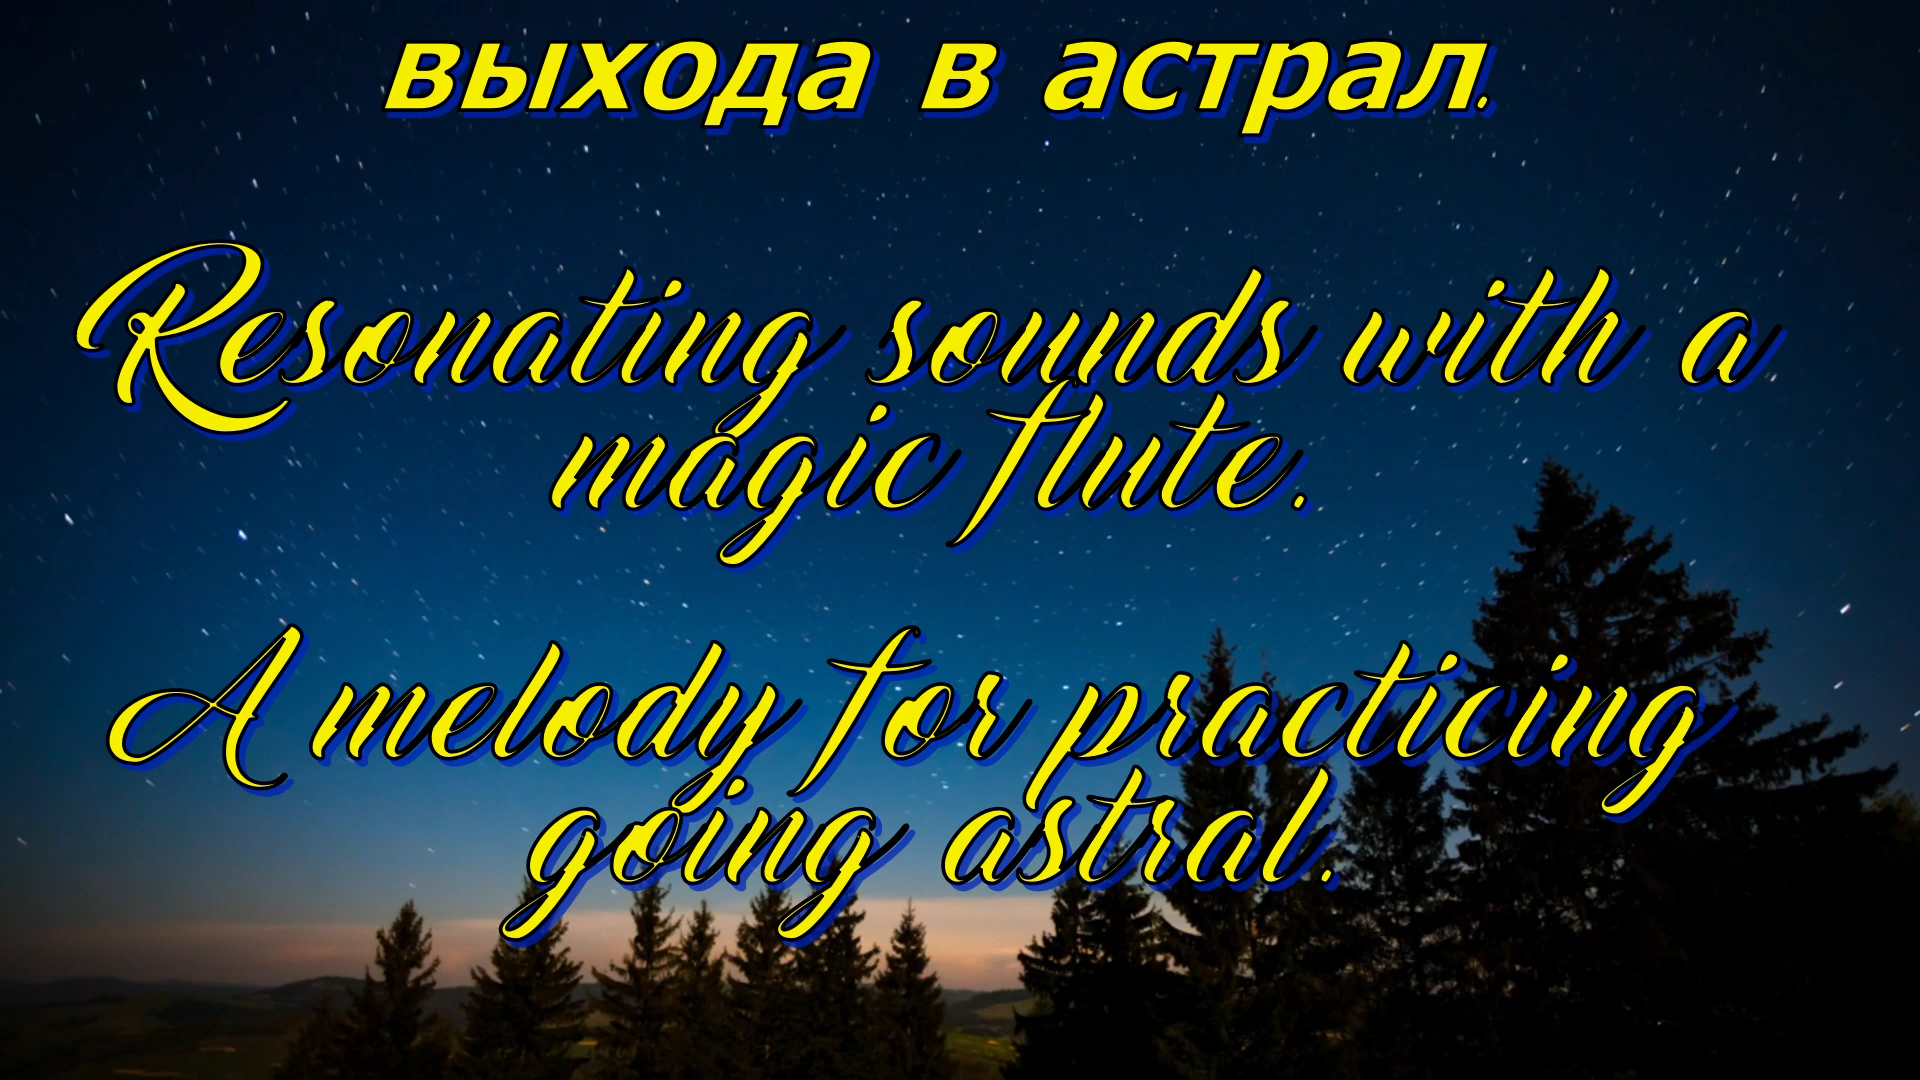 выхода в астрал.
Resonating sounds with a
magic flute.
A melody for practicing
going astral.